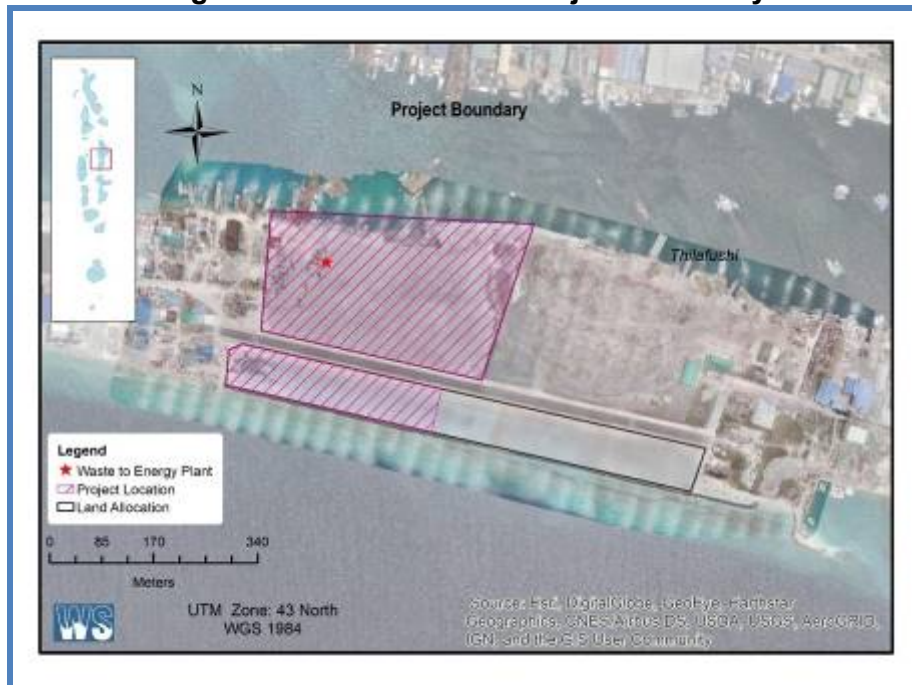 N
Project Boundary
Thilafushi
Legend
Waste to Energy Plant
Project Location
Land Allocation
0 85 170 340
Meters
WS
UTM Zone: 43 North
WGS 1984
Source: Esri, DigitalGlobe, GeoEye, Earthstar
Geographics, CNES/Airbus DS, USDA, USGS, AeroGRID,
IGN, and the GIS User Community